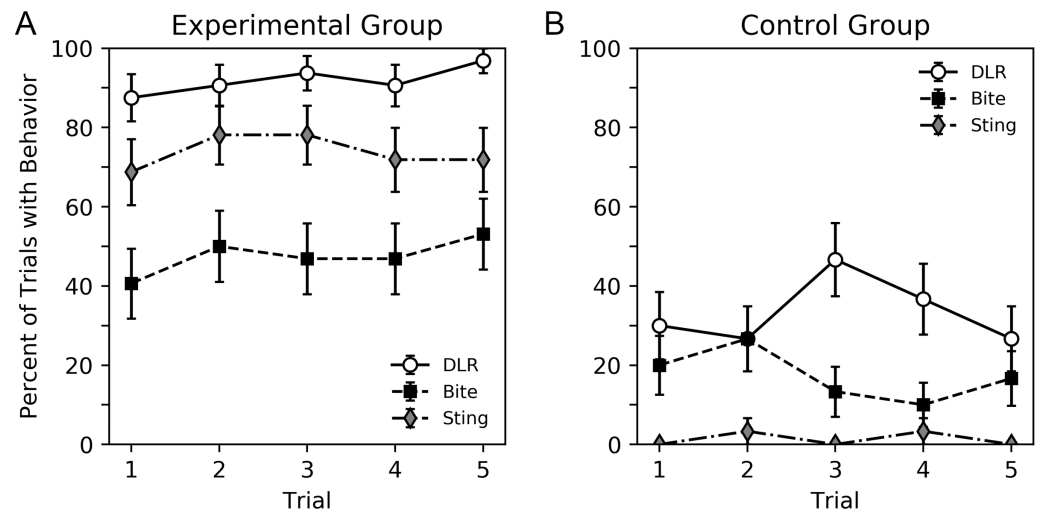 A
Experimental Group
Percent of Trials with Behavior
100
80
60
40
20
0
DLR
Bite
Sting
1 2 3 4 5
Trial
B
Control Group
100
80
60
40
20
0
DLR
Bite
Sting
1 2 3 4 5
Trial